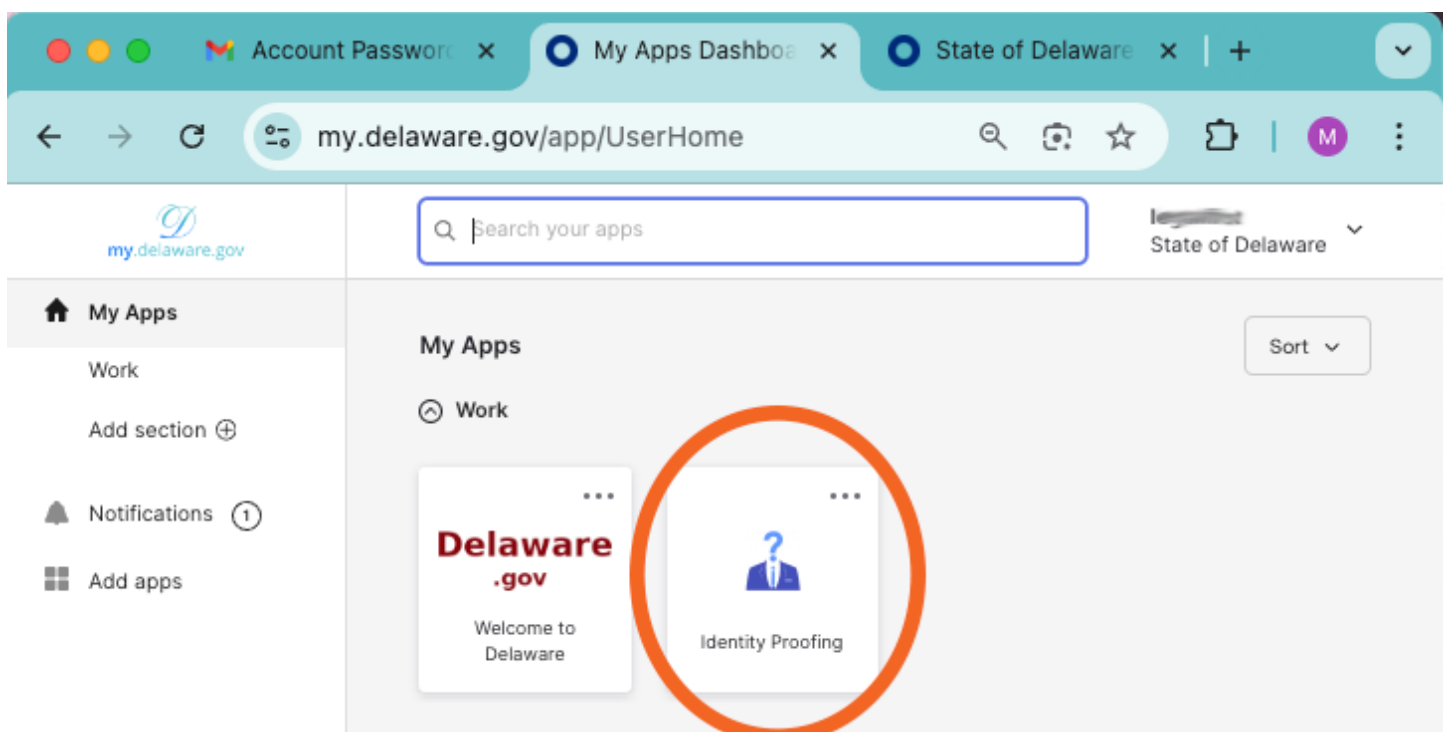 Account Password
My Apps Dashboa
State of Delaware
my.delaware.gov/app/UserHome
M
D
my.delaware.gov
Search your apps
State of Delaware
My Apps
Work
Add section
Notifications 1
Add apps
My Apps
Sort
Work
Delaware
.gov
Welcome to
Delaware
?
Identity Proofing